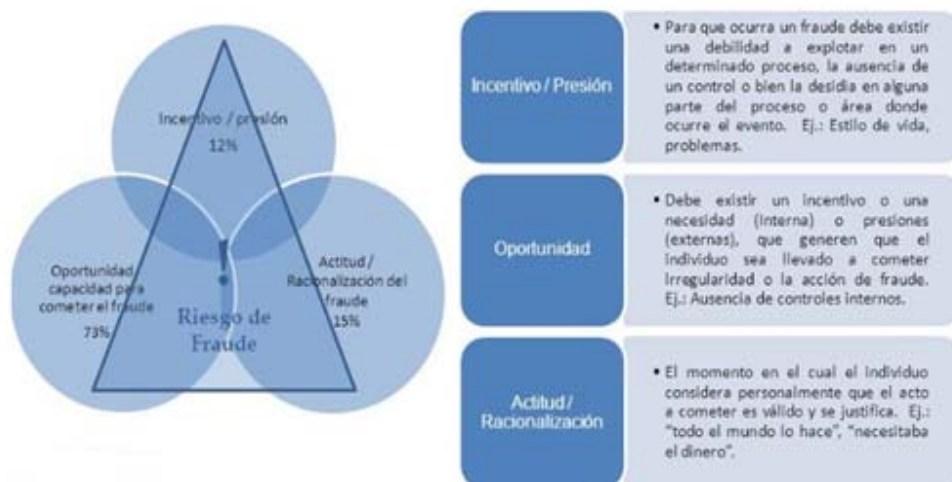 Incentivo / presión
12%
Oportunidad,
capacidad para
cometer el fraude
73%
Actitud /
Racionalización del
fraude
15%
!
Riesgo de
Fraude
Incentivo / Presión
• Para que ocurra un fraude debe existir
una debilidad a explotar en un
determinado proceso, la ausencia de
un control o bien la desidia en alguna
parte del proceso o área donde
ocurre el evento. Ej.: Estilo de vida,
problemas.
Oportunidad
• Debe existir un incentivo o una
necesidad (interna) o presiones
(externas), que generen que el
individuo sea llevado a cometer
irregularidad o la acción de fraude.
Ej.: Ausencia de controles internos.
Actitud /
Racionalización
• El momento en el cual el individuo
considera personalmente que el acto
a cometer es válido y se justifica. Ej.:
"todo el mundo lo hace", "necesitaba
el dinero".